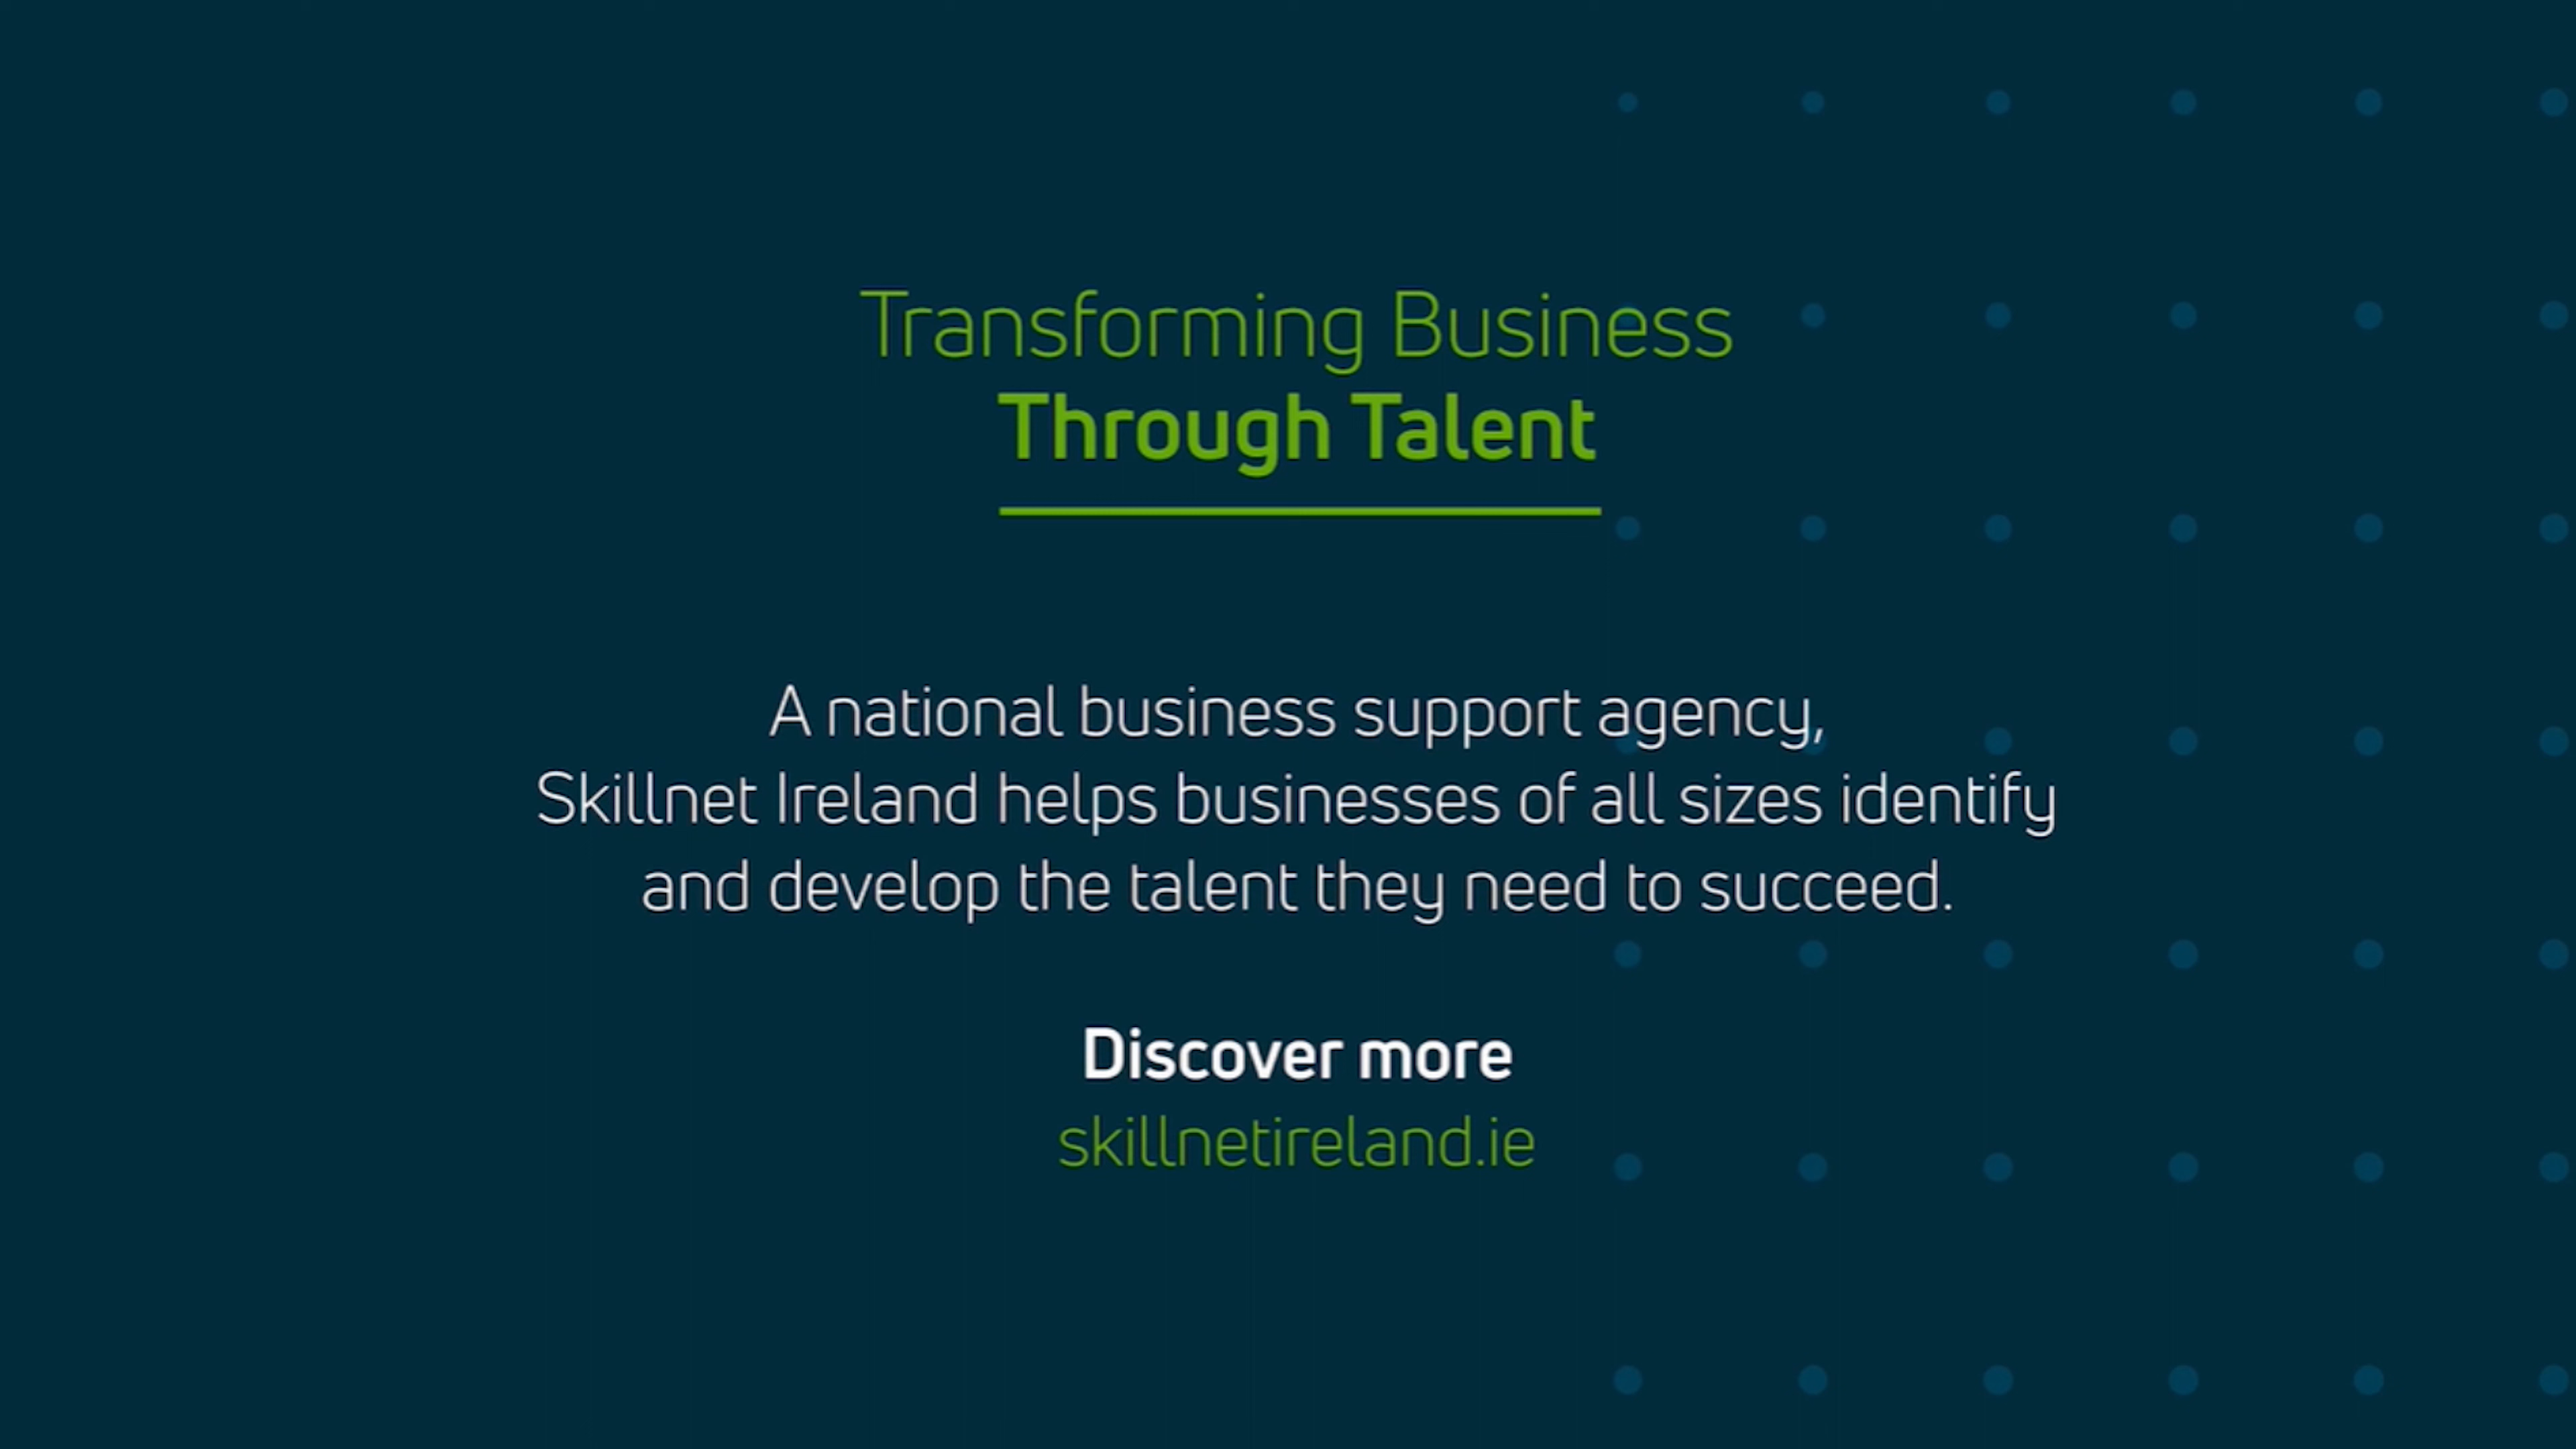 Transforming Business
Through Talent
A national business support agency,
Skillnet Ireland helps businesses of all sizes identify
and develop the talent they need to succeed.
Discover more
skillnetireland.ie